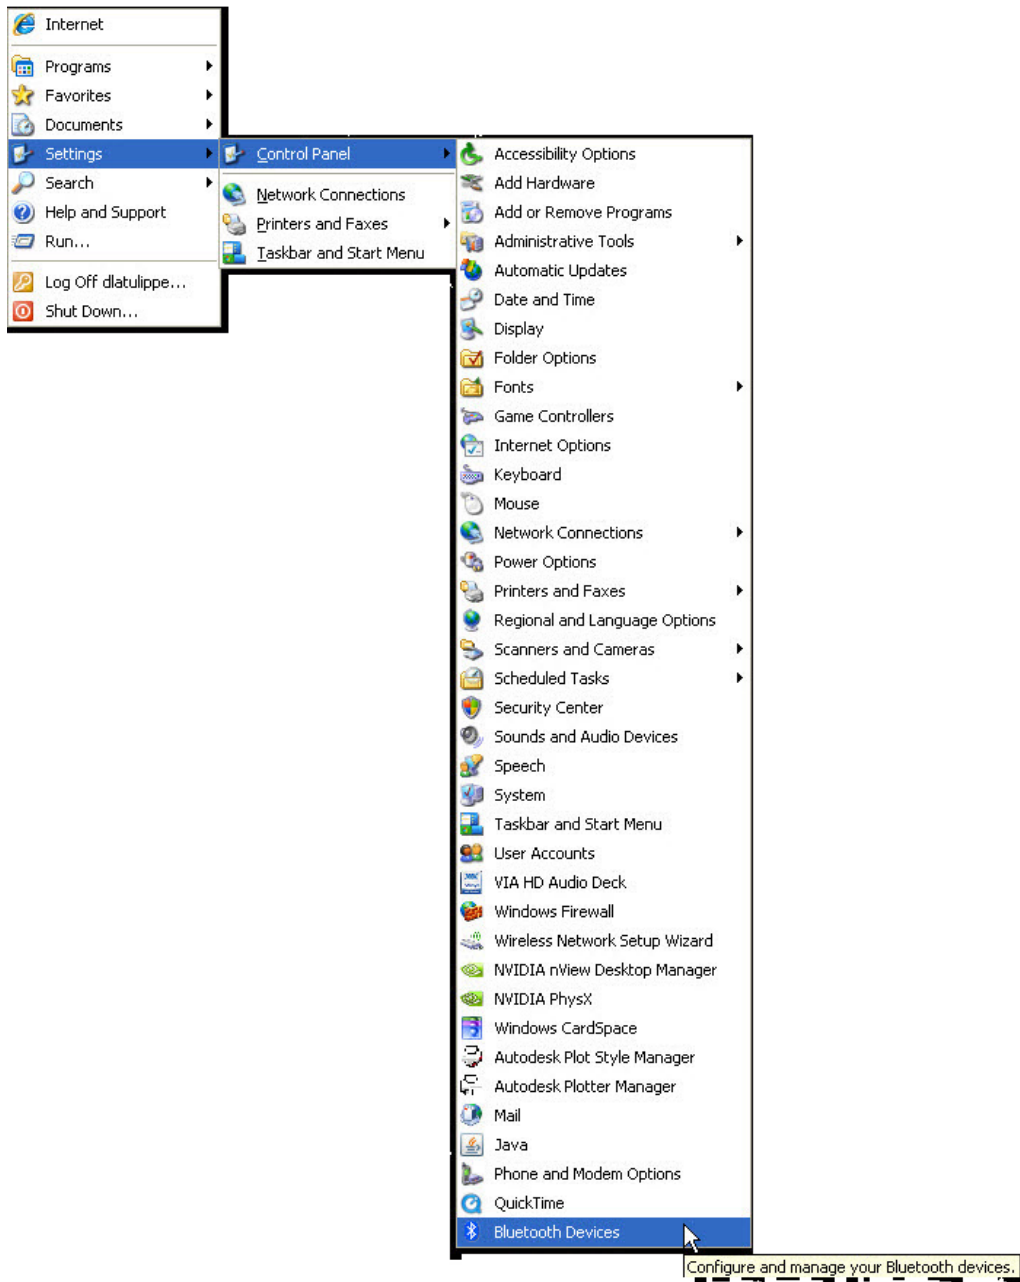 Internet
Programs
Favorites
Documents
Settings
Search
Help and Support
Run...
Log Off dlatulippe...
Shut Down...
Control Panel
Network Connections
Printers and Faxes
Taskbar and Start Menu
Accessibility Options
Add Hardware
Add or Remove Programs
Administrative Tools
Automatic Updates
Date and Time
Display
Folder Options
Fonts
Game Controllers
Internet Options
Keyboard
Mouse
Network Connections
Power Options
Printers and Faxes
Regional and Language Options
Scanners and Cameras
Scheduled Tasks
Security Center
Sounds and Audio Devices
Speech
System
Taskbar and Start Menu
User Accounts
VIA HD Audio Deck
Windows Firewall
Wireless Network Setup Wizard
NVIDIA nView Desktop Manager
NVIDIA PhysX
Windows CardSpace
Autodesk Plot Style Manager
Autodesk Plotter Manager
Mail
Java
Phone and Modem Options
QuickTime
Bluetooth Devices
Configure and manage your Bluetooth devices.